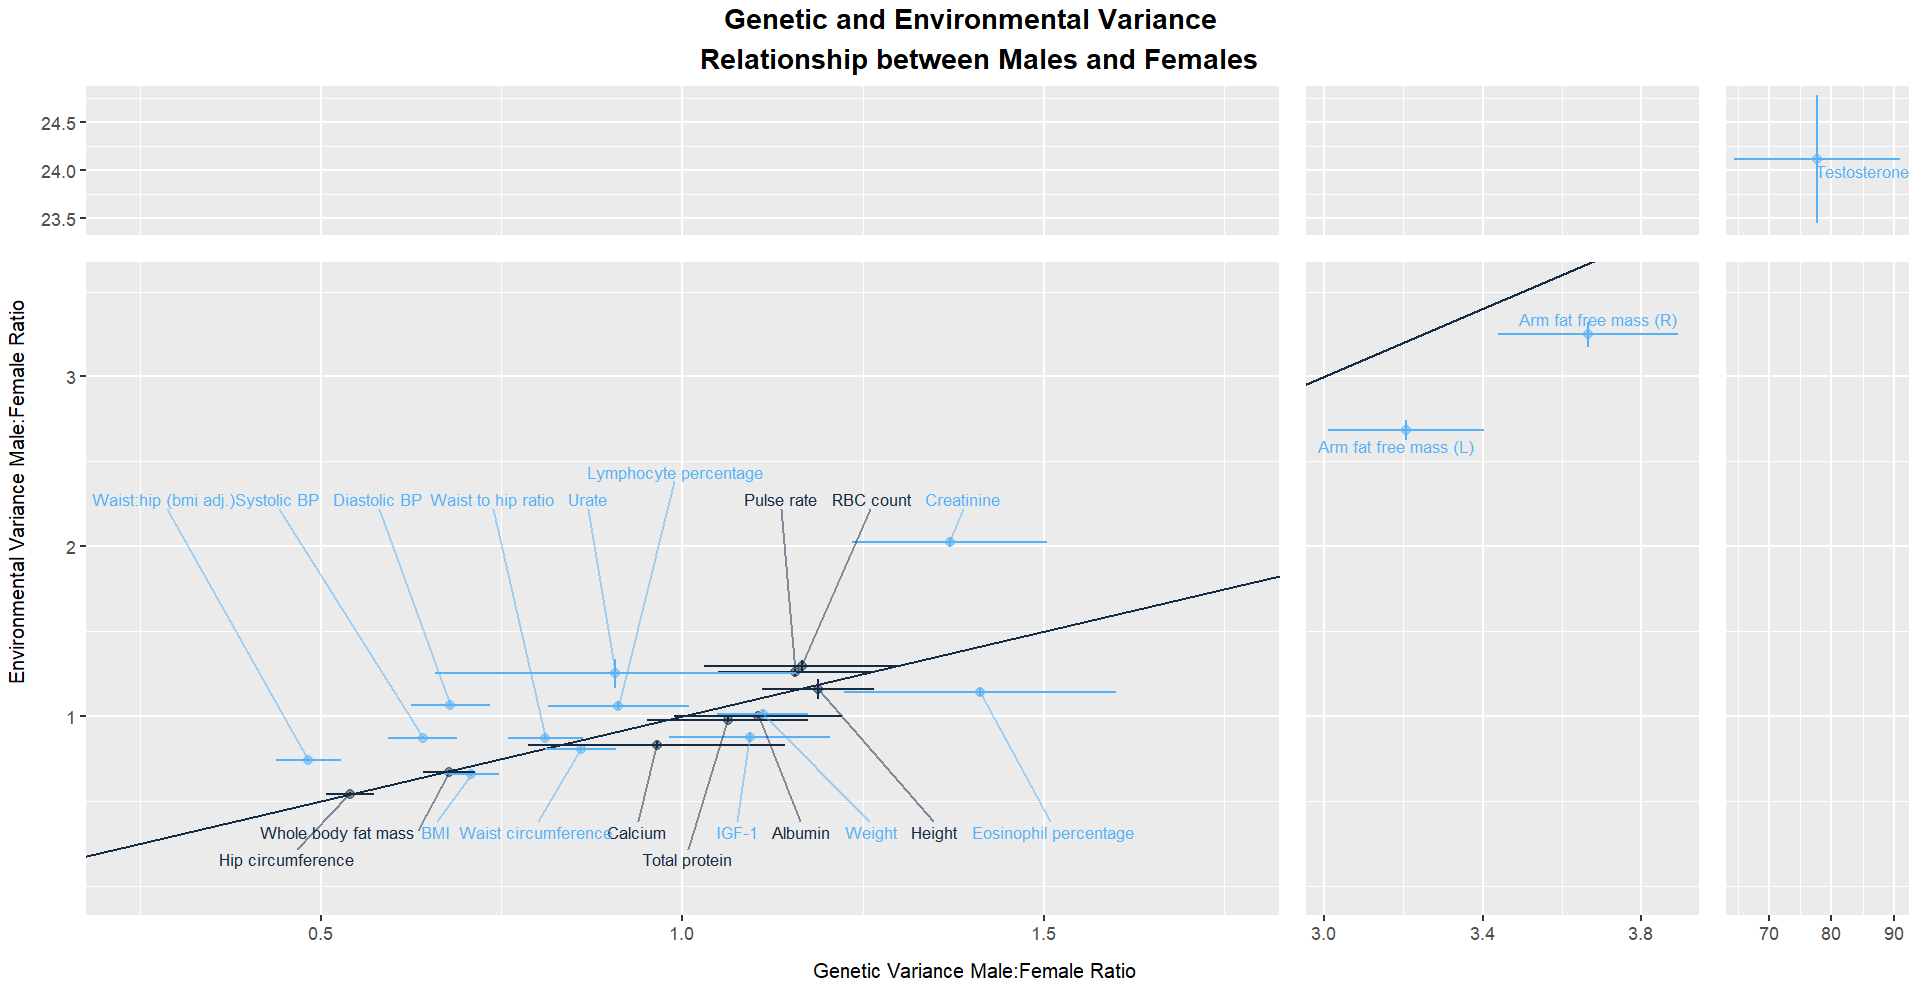 Genetic and Environmental Variance
Relationship between Males and Females
24.5
24.0
23.5
Testosterone
Environmental Variance Male:Female Ratio
3
2
1
Arm fat free mass (R)
Arm fat free mass (L)
Lymphocyte percentage
Waist:hip (bmi adj.) Systolic BP Diastolic BP Waist to hip ratio Urate Pulse rate RBC count Creatinine
Whole body fat mass BMI Waist circumference Calcium IGF-1 Albumin Weight Height Eosinophil percentage
Hip circumference Total protein
0.5 1.0 1.5 3.0 3.4 3.8 70 80 90
Genetic Variance Male:Female Ratio